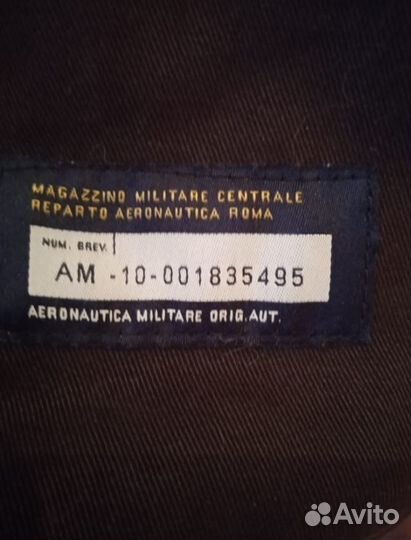 MAGAZZINO MILITARE CENTRALE
REPARTO AERONAUTICA ROMA
NUM. BREV.
AM - 10-001835495
AERONAUTICA MILITARE ORIG. AUT.
Avito